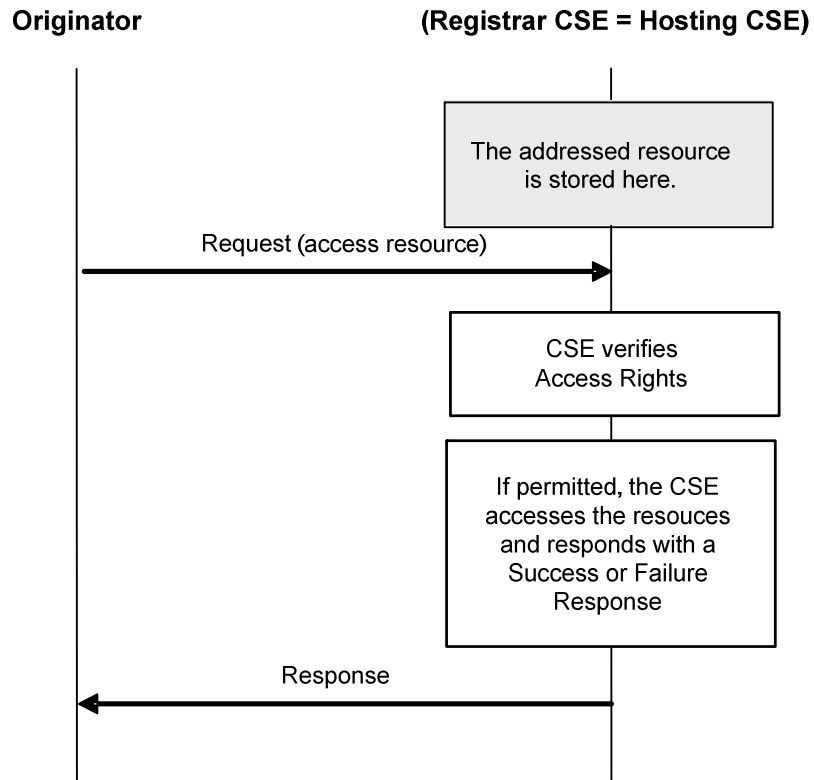 Originator
(Registrar CSE = Hosting CSE)
The addressed resource
is stored here.
Request (access resource)
CSE verifies
Access Rights
If permitted, the CSE
accesses the resouces
and responds with a
Success or Failure
Response
Response